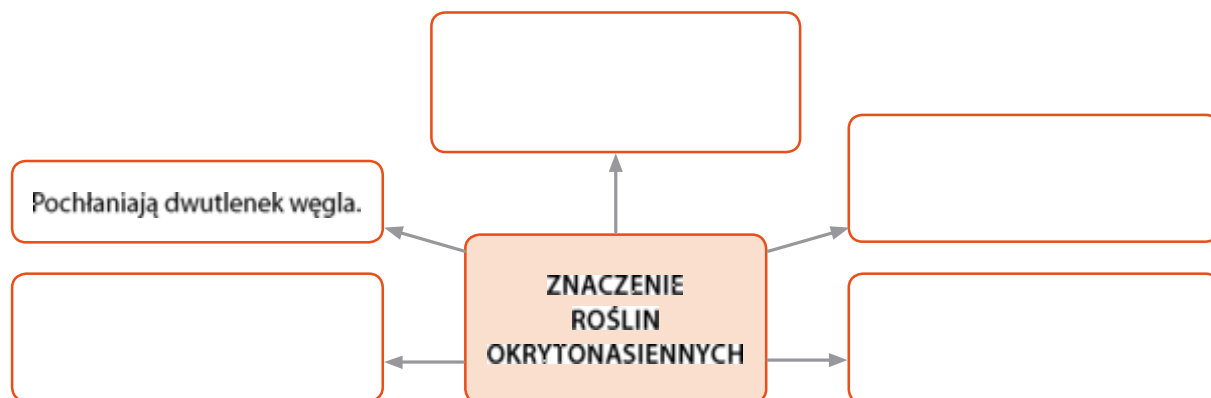 Pochłaniają dwutlenek węgla.
ZNACZENIE
ROŚLIN
OKRYTONASIENNYCH